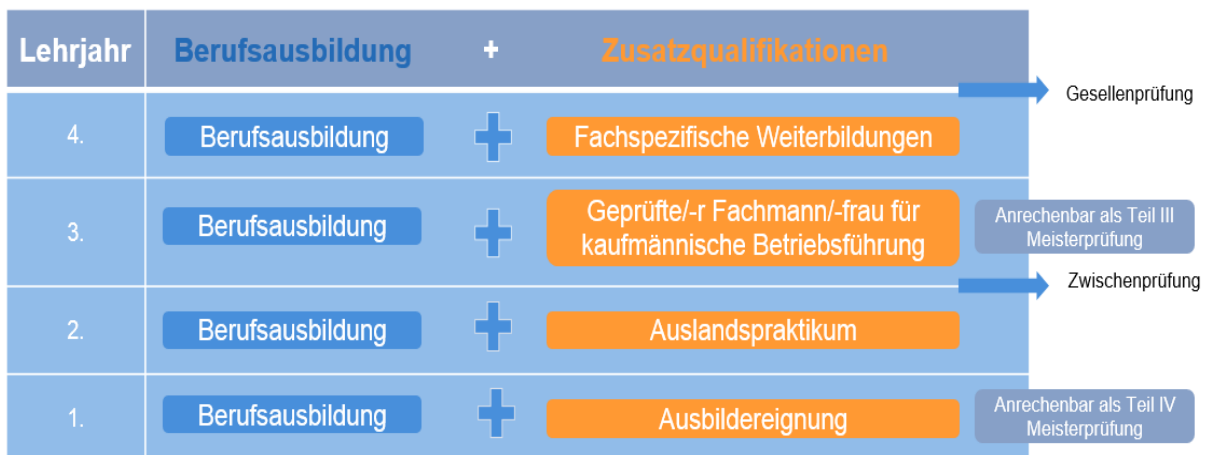 Lehrjahr Berufsausbildung + Zusatzqualifikationen
Gesellenprüfung
4. Berufsausbildung + Fachspezifische Weiterbildungen
3. Berufsausbildung + Geprüfte/-r Fachmann/-frau für
kaufmännische Betriebsführung
Anrechenbar als Teil III
Meisterprüfung
Zwischenprüfung
2. Berufsausbildung + Auslandspraktikum
1. Berufsausbildung + Ausbildereignung
Anrechenbar als Teil IV
Meisterprüfung